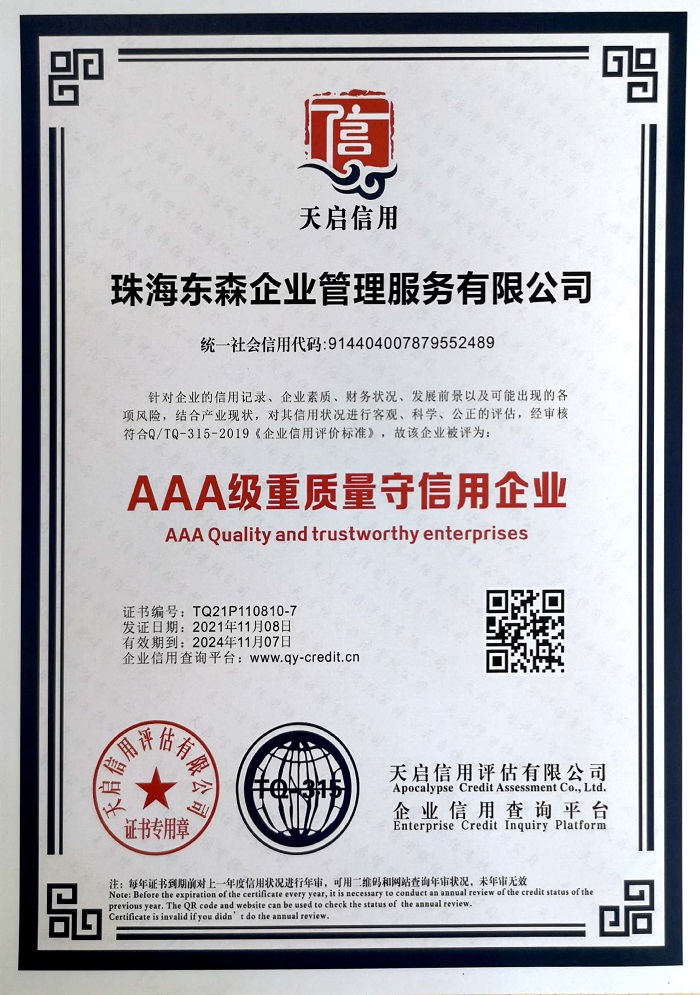 信
天启信用
珠海东森企业管理服务有限公司
统一社会信用代码:914404007879552489
针对企业的信用记录、企业素质、财务状况、发展前景以及可能出现的各
项风险，结合产业现状，对其信用状况进行客观、科学、公正的评估，经审核
符合Q/TQ-315-2019《企业信用评价标准》，故该企业被评为:
AAA级重质量守信用企业
AAA Quality and trustworthy enterprises
证书编号: TQ21P110810-7
发证日期: 2021年11月08日
有效期到: 2024年11月07日
企业信用查询平台: www.qy-credit.cn
天启信用评估有限公司
证书专用章
TQ-315
天启信用评估有限公司
Apocalypse Credit Assessment Co., Ltd.
企业信用查询平台
Enterprise Credit Inquiry Platform
注: 每年证书到期前对上一年度信用状况进行年审，可用二维码和网站查询年审状况，未年审无效
Note: Before the expiration of the certificate every year, it is necessary to conduct an annual review of the credit status of the
previous year. The QR code and website can be used to check the status of the annual review.
Certificate is invalid if you didn't do the annual review.